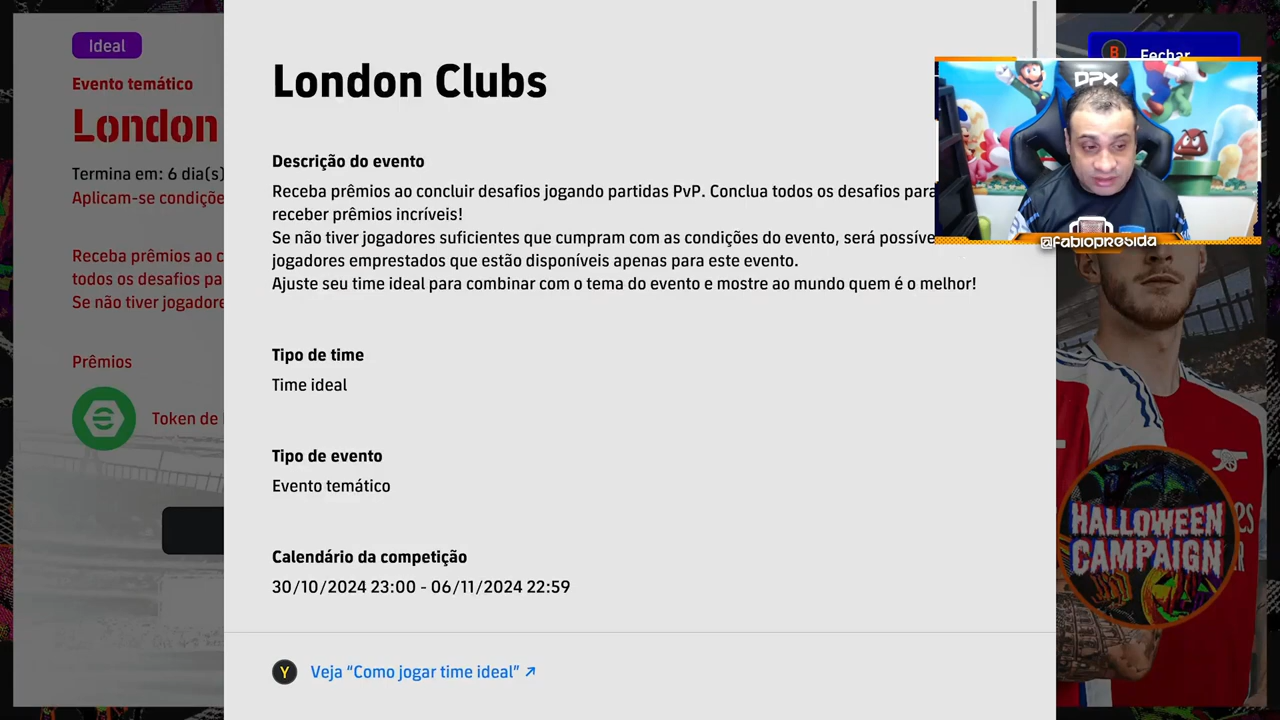 Ideal
Evento temático
London
Termina em: 6 dia(s)
Aplicam-se condiçõe
Receba prêmios ao c
todos os desafios pa
Se não tiver jogadore
Prêmios
Token de
London Clubs
Descrição do evento
Receba prêmios ao concluir desafios jogando partidas PvP. Conclua todos os desafios para
receber prêmios incríveis!
Se não tiver jogadores suficientes que cumpram com as condições do evento, será possíve
jogadores emprestados que estão disponíveis apenas para este evento.
Ajuste seu time ideal para combinar com o tema do evento e mostre ao mundo quem é o melhor!
Tipo de time
Time ideal
Tipo de evento
Evento temático
Calendário da competição
30/10/2024 23:00 - 06/11/2024 22:59
Y Veja “Como jogar time ideal” ↗
B Fechar
DPX
@fabiopresida
HALLOWEEN
CAMPAIGN